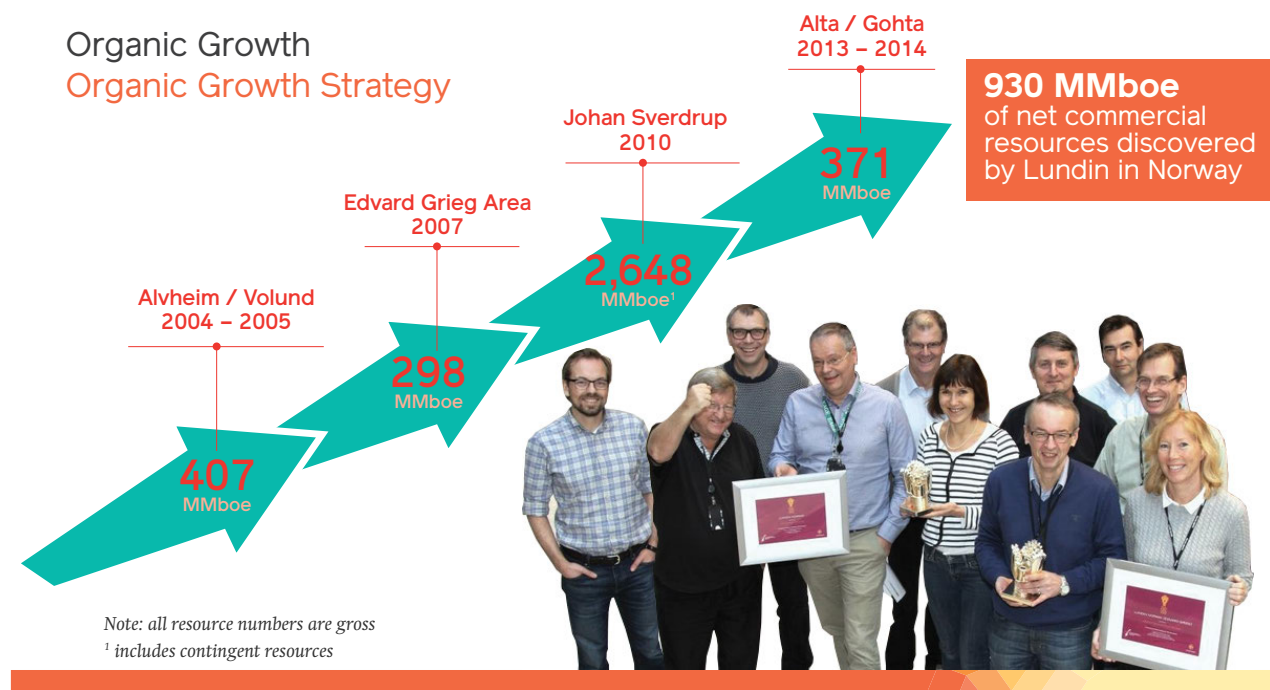 Organic Growth
Organic Growth Strategy
Alta / Gohta
2013 – 2014
930 MMboe
of net commercial
resources discovered
by Lundin in Norway
Johan Sverdrup
2010
371
MMboe
Edvard Grieg Area
2007
2,648
MMboe¹
Alvheim / Volund
2004 – 2005
298
MMboe
407
MMboe
Note: all resource numbers are gross
¹ includes contingent resources